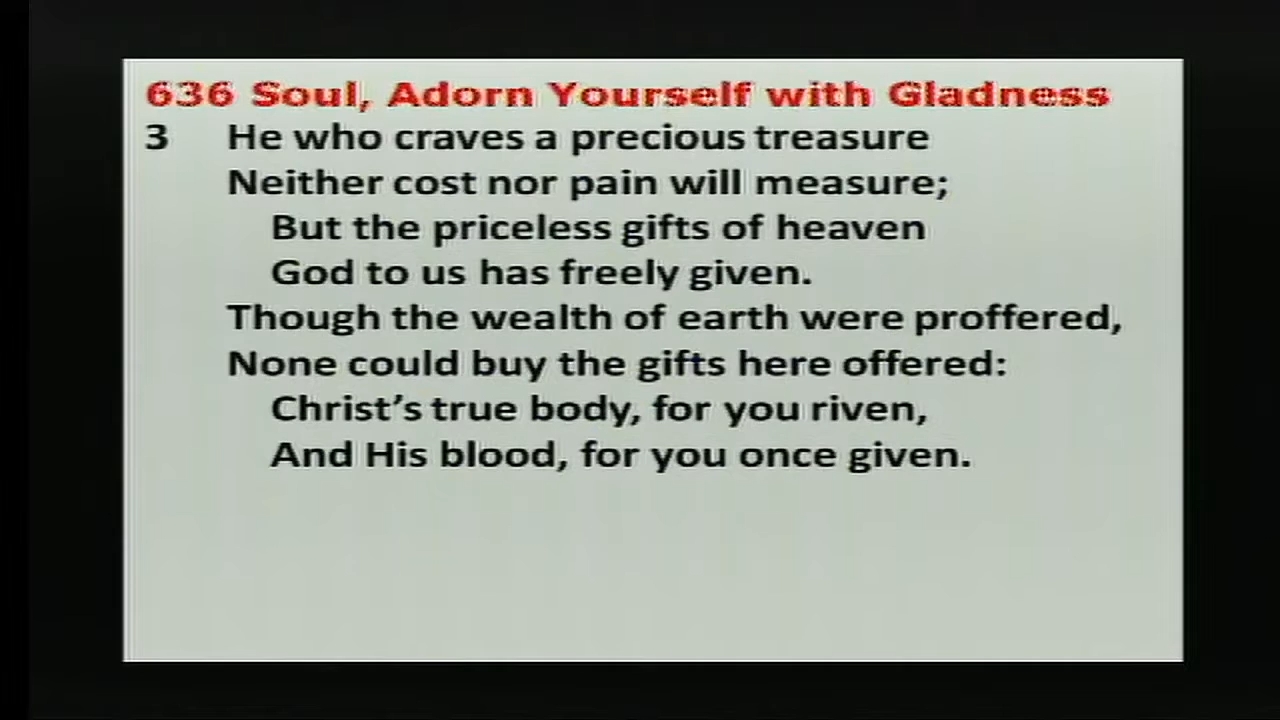 636 Soul, Adorn Yourself with Gladness
3 He who craves a precious treasure
Neither cost nor pain will measure;
But the priceless gifts of heaven
God to us has freely given.
Though the wealth of earth were proffered,
None could buy the gifts here offered:
Christ's true body, for you riven,
And His blood, for you once given.